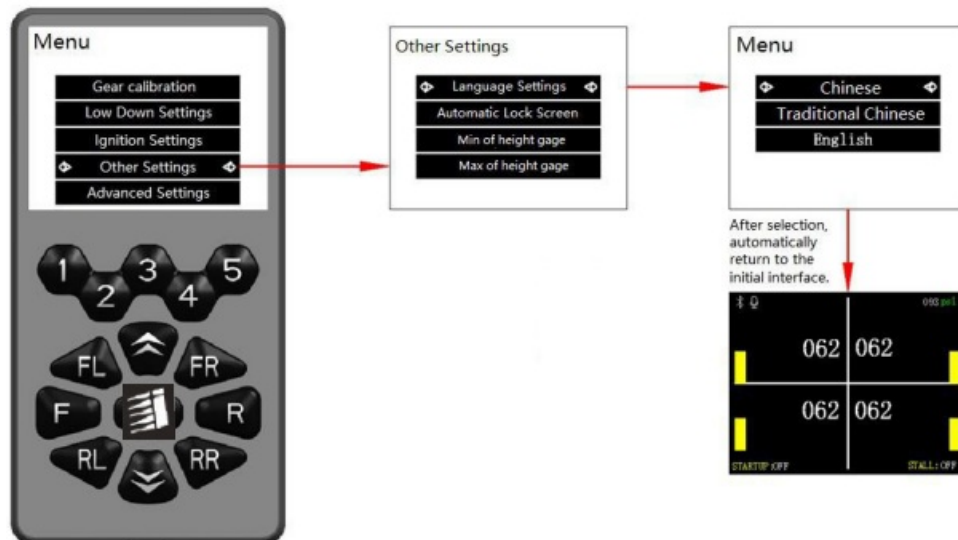 Menu
Gear calibration
Low Down Settings
Ignition Settings
Other Settings
Advanced Settings
1
2
3
4
5
FL
FR
F
R
RL
RR
Other Settings
Language Settings
Automatic Lock Screen
Min of height gage
Max of height gage
Menu
Chinese
Traditional Chinese
English
After selection,
automatically
return to the
initial interface.
092 psi
062 062
062 062
STARTUP:OFF STALL:OFF